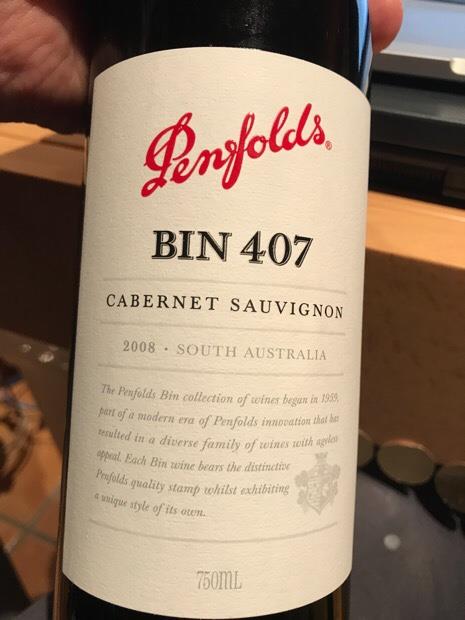 Penfolds®
BIN 407
CABERNET SAUVIGNON
2008 · SOUTH AUSTRALIA
The Penfolds Bin collection of wines began in 1959,
part of a modern era of Penfolds innovation that has
resulted in a diverse family of wines with ageless
appeal. Each Bin wine bears the distinctive
Penfolds quality stamp whilst exhibiting
a unique style of its own.
750ML